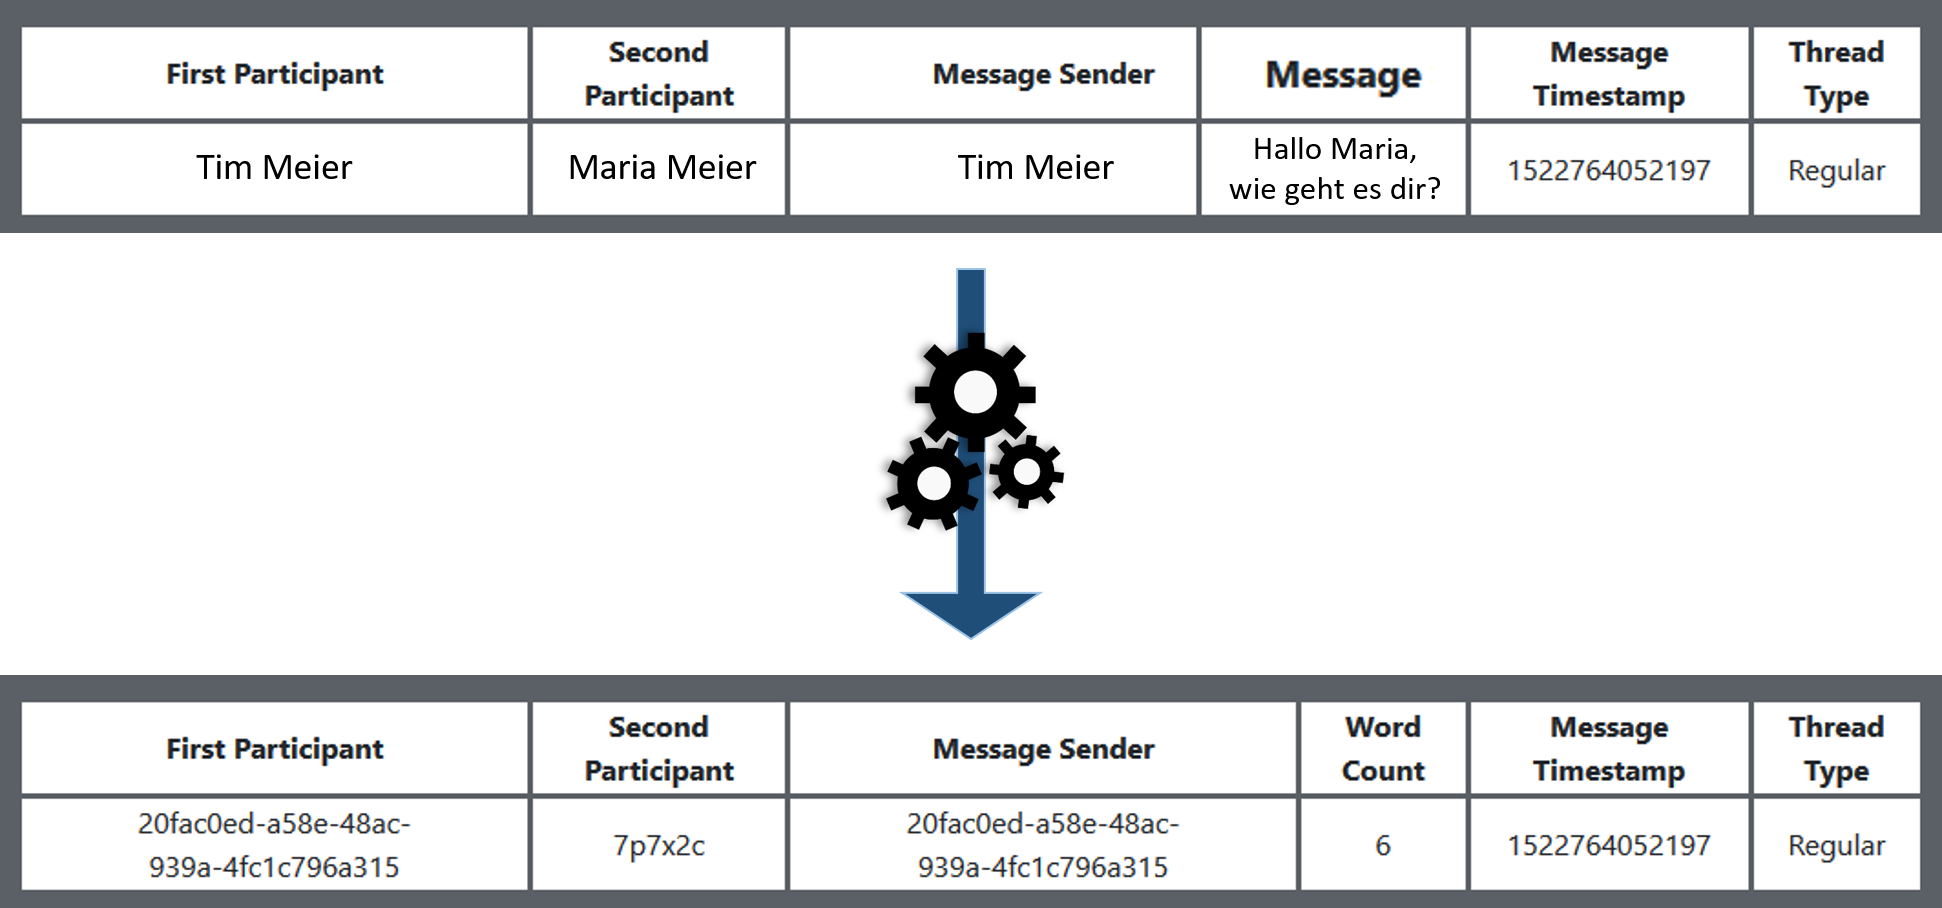 First Participant
Second
Participant
Message Sender
Message
Message
Timestamp
Thread
Type
Tim Meier
Maria Meier
Tim Meier
Hallo Maria,
wie geht es dir?
1522764052197
Regular
First Participant
Second
Participant
Message Sender
Word
Count
Message
Timestamp
Thread
Type
20fac0ed-a58e-48ac-
939a-4fc1c796a315
7p7x2c
20fac0ed-a58e-48ac-
939a-4fc1c796a315
6
1522764052197
Regular